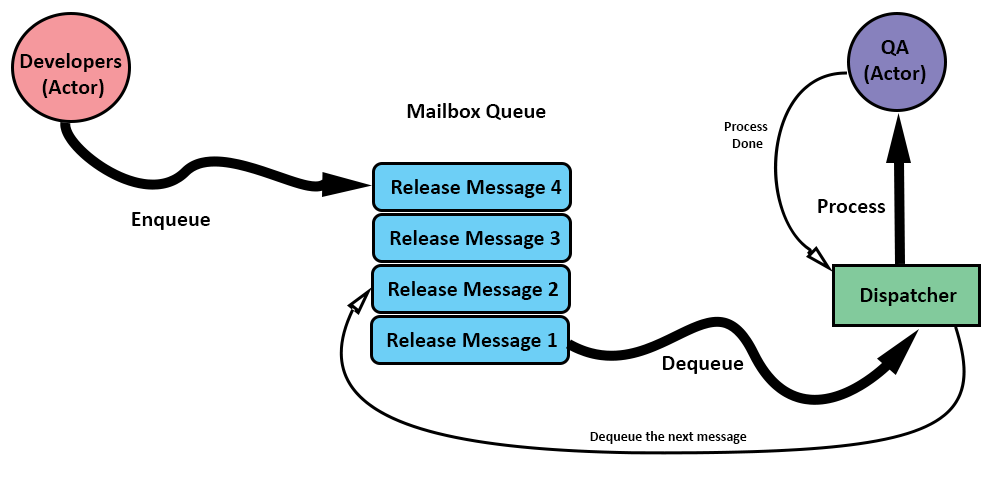 Developers
(Actor)
QA
(Actor)
Mailbox Queue
Process
Done
Release Message 4
Enqueue
Process
Release Message 3
Release Message 2
Dispatcher
Release Message 1
Dequeue
Dequeue the next message